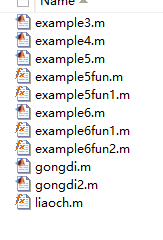 Name
example3.m
example4.m
example5.m
example5fun.m
example5fun1.m
example6.m
example6fun1.m
example6fun2.m
gongdi.m
gongdi2.m
liaoch.m